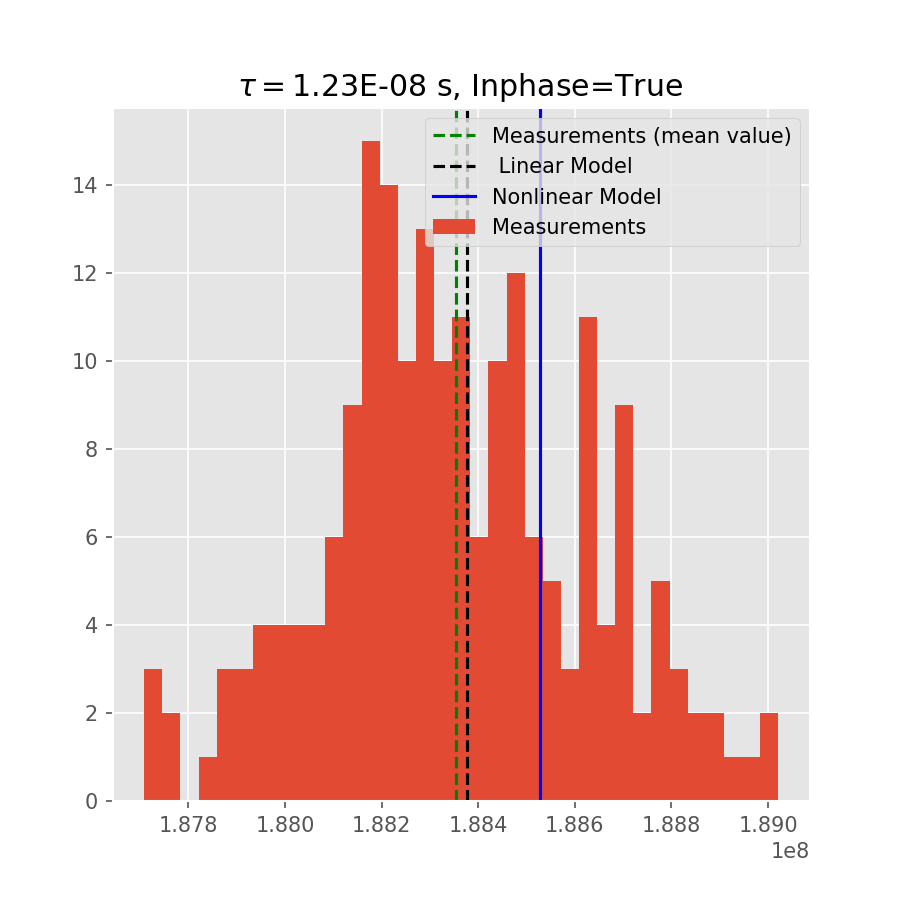 τ = 1.23E-08 s, Inphase=True
Measurements (mean value)
Linear Model
Nonlinear Model
Measurements
14
12
10
8
6
4
2
0
1.878 1.880 1.882 1.884 1.886 1.888 1.890
1e8